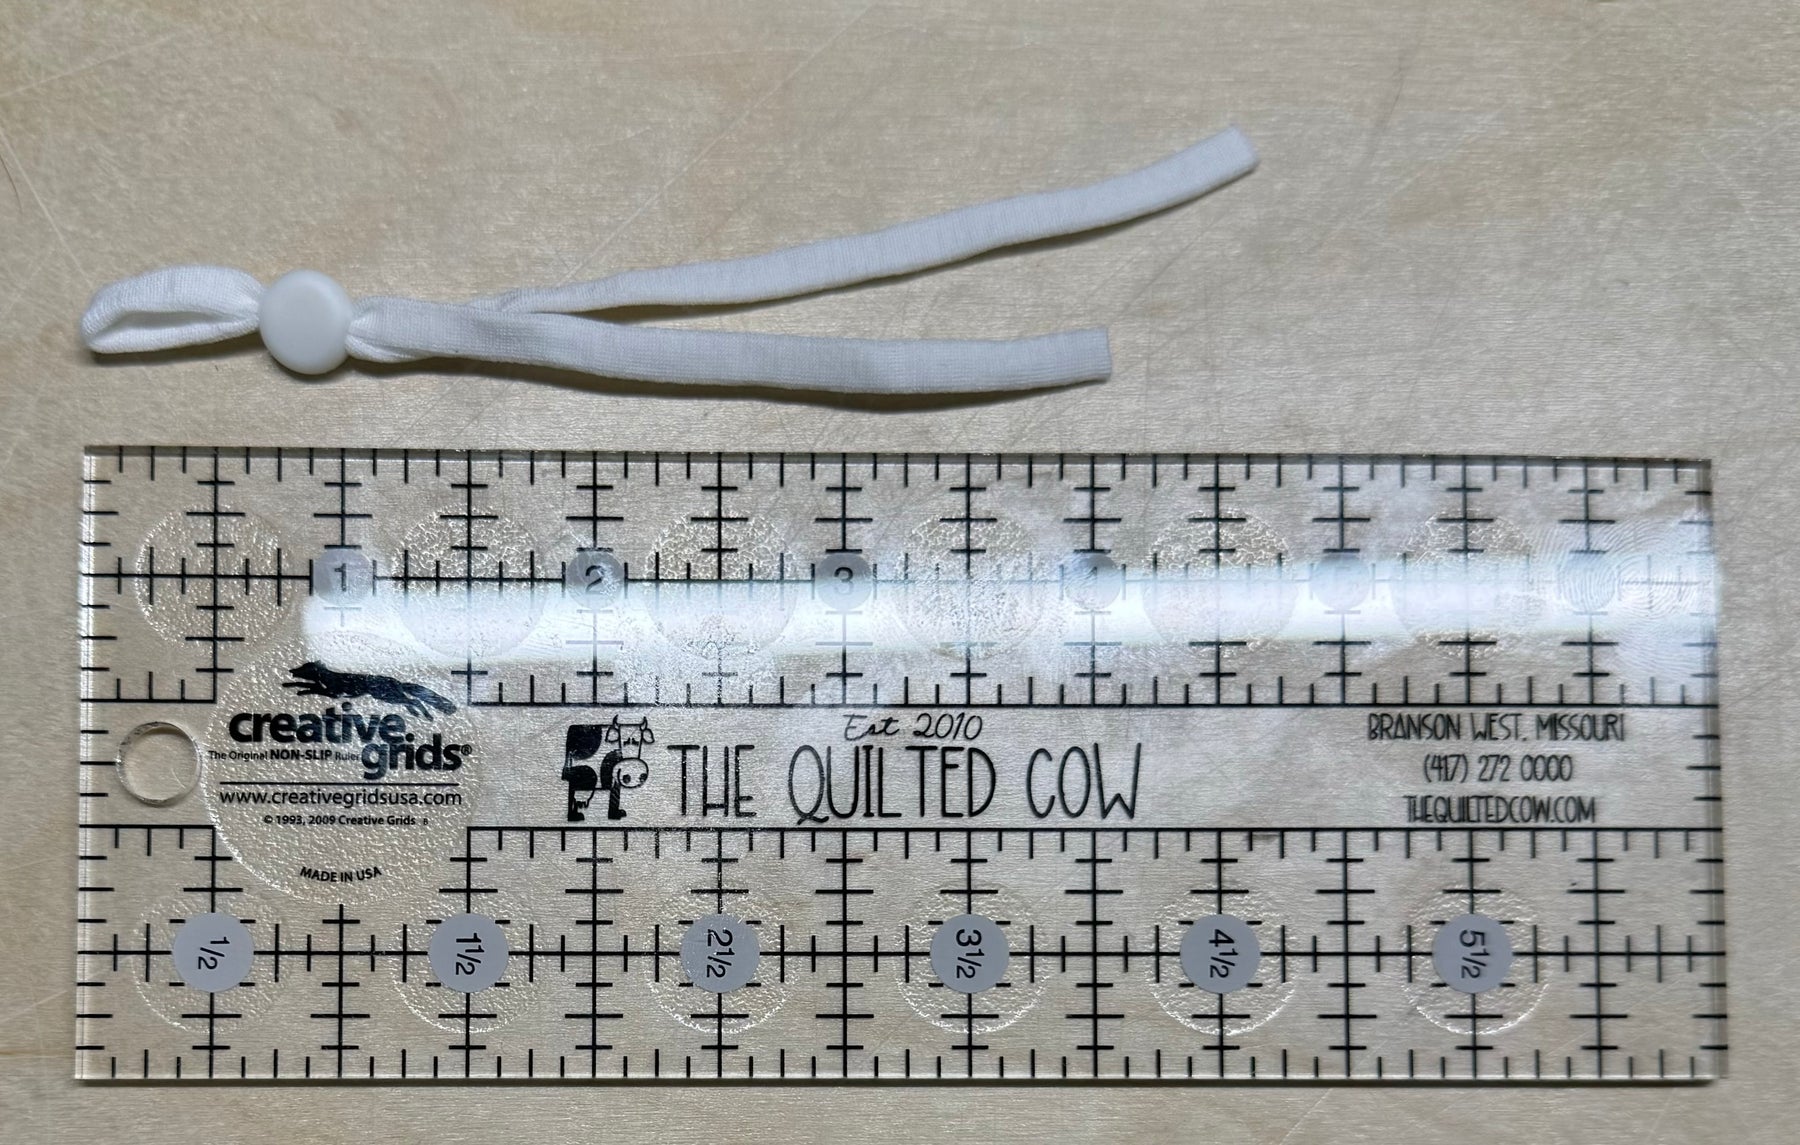 1 2 3 4 5
creative
grids®
The Original NON-SLIP Ruler
www.creativegridsusa.com
© 1993, 2009 Creative Grids
MADE IN USA
Est 2010
THE QUILTED COW
BRANSON WEST, MISSOURI
(417) 272 0000
THEQUILTEDCOW.COM
1/2 1 1/2 2 1/2 3 1/2 4 1/2 5 1/2